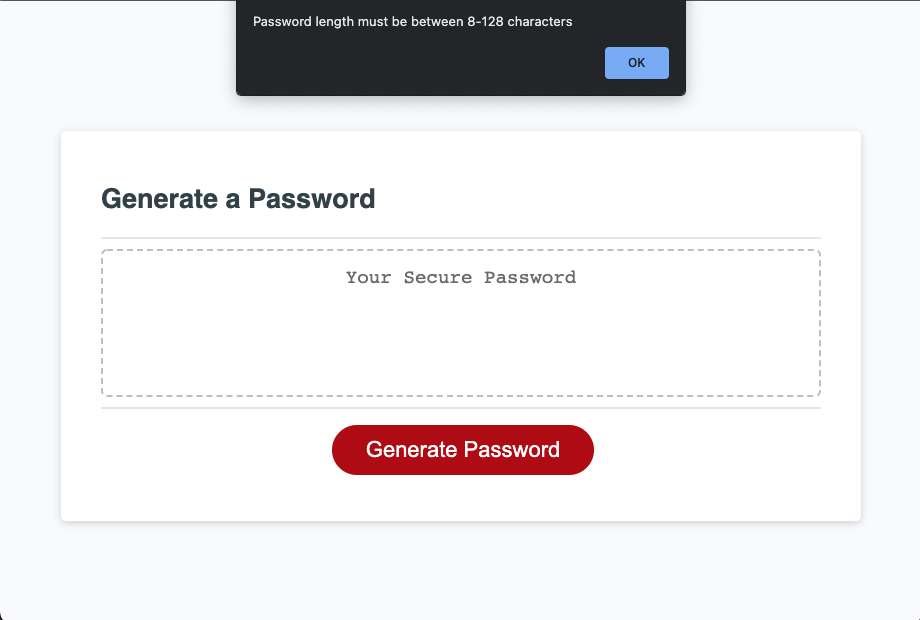 Password length must be between 8-128 characters
OK
Generate a Password
Your Secure Password
Generate Password